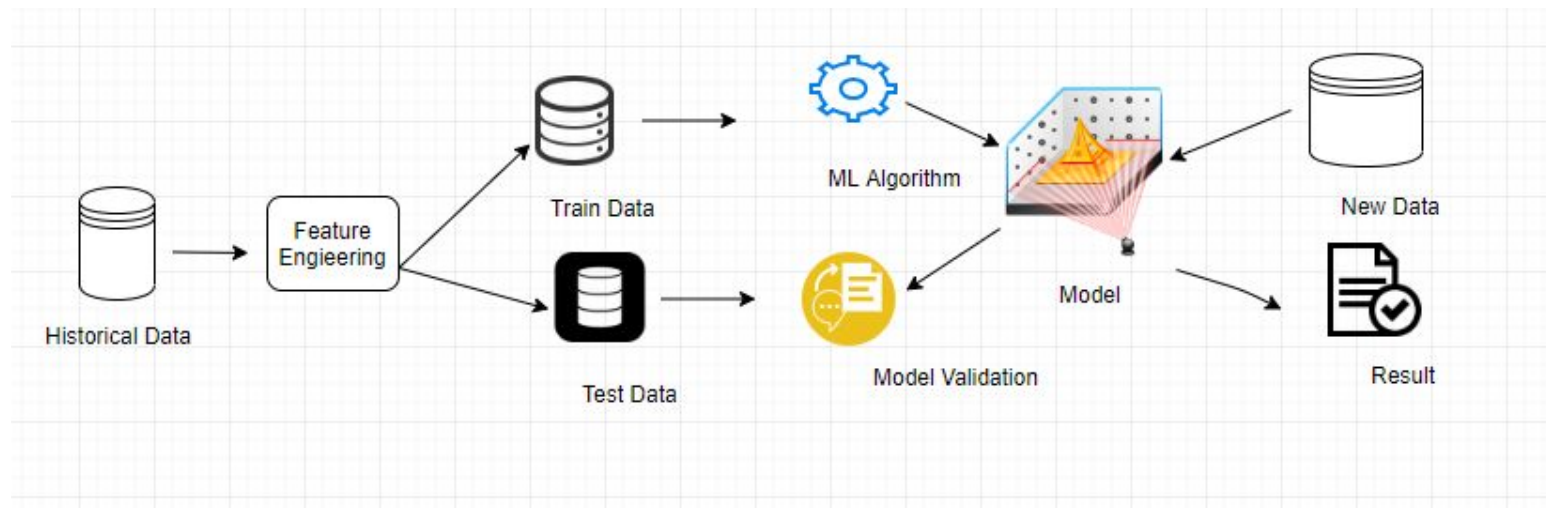 Historical Data
Feature
Engieering
Train Data
Test Data
ML Algorithm
Model Validation
Model
New Data
Result